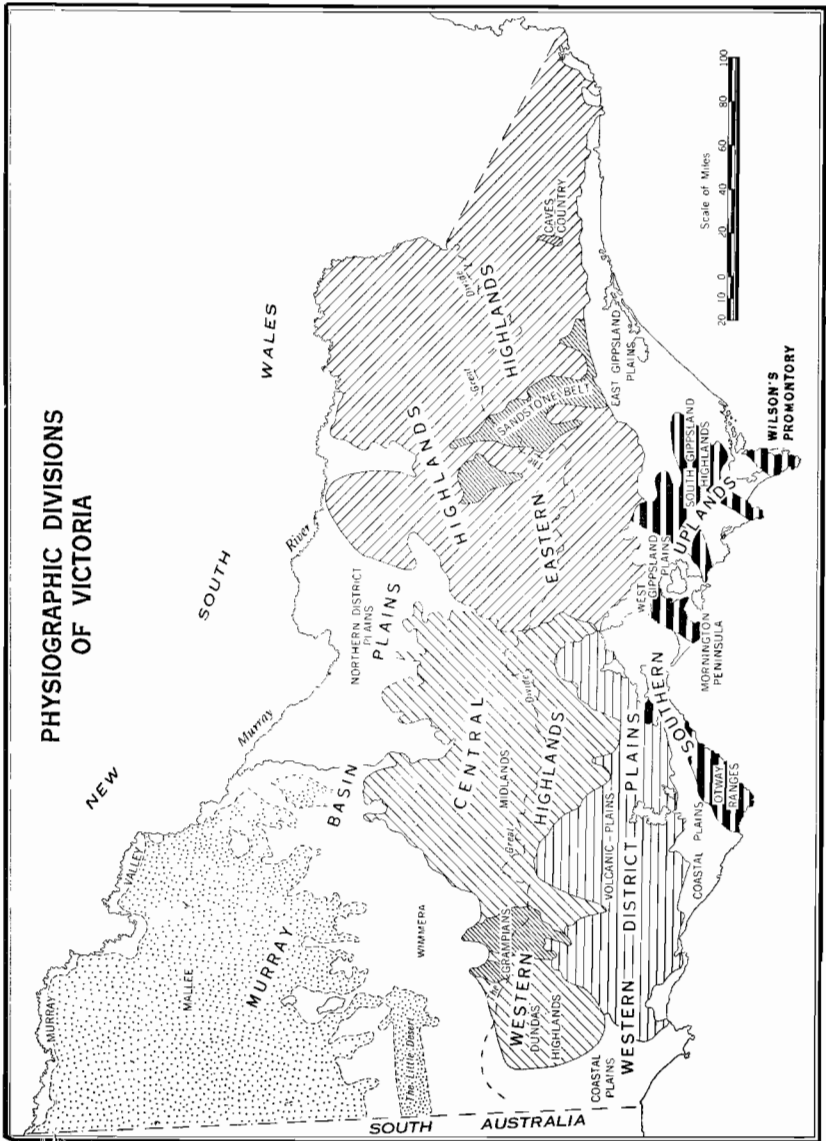 PHYSIOGRAPHIC DIVISIONS
OF VICTORIA
NEW
SOUTH
WALES
Murray
River
MURRAY
VALLEY
MALLEE
MURRAY
BASIN
PLAINS
NORTHERN DISTRICT
PLAINS
WIMMERA
The Little Desert
SOUTH
AUSTRALIA
WESTERN
HIGHLANDS
DUNDAS
HIGHLANDS
The GRAMPIANS
CENTRAL
HIGHLANDS
MIDLANDS
Great
Divide
EASTERN
HIGHLANDS
HIGHLANDS
Great
Divide
SANDSTONE BELT
CAVES
COUNTRY
EAST GIPPSLAND
PLAINS
WEST
GIPPSLAND
PLAINS
SOUTH GIPPSLAND
HIGHLANDS
SOUTHERN
UPLANDS
WILSON'S
PROMONTORY
MORNINGTON
PENINSULA
WESTERN DISTRICT PLAINS
VOLCANIC-PLAINS
COASTAL
PLAINS
COASTAL PLAINS
OTWAY
RANGES
Scale of Miles
20 10 0 20 40 60 80 100